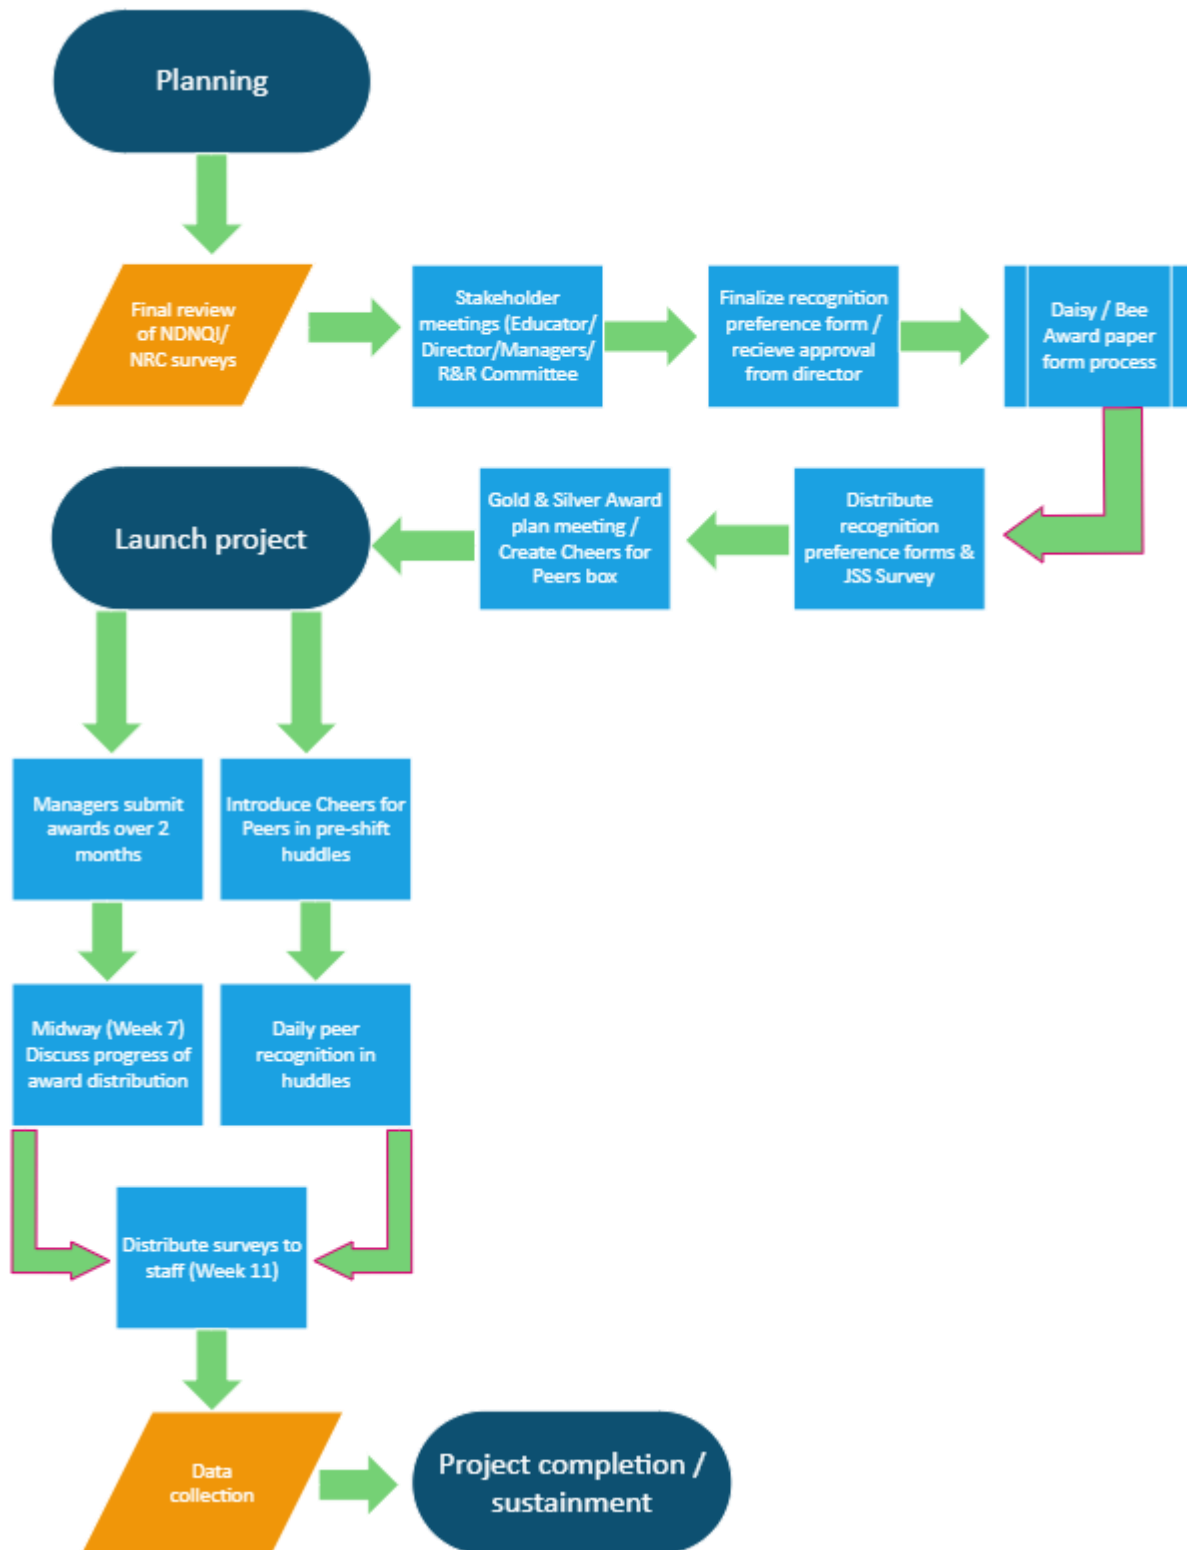 Planning
Final review
of NDNQI/
NRC surveys
Stakeholder
meetings (Educator/
Director/Managers/
R&R Committee
Finalize recognition
preference form /
recieve approval
from director
Daisy / Bee
Award paper
form process
Distribute
recognition
preference forms &
JSS Survey
Gold & Silver Award
plan meeting /
Create Cheers for
Peers box
Launch project
Managers submit
awards over 2
months
Introduce Cheers for
Peers in pre-shift
huddles
Midway (Week 7)
Discuss progress of
award distribution
Daily peer
recognition in
huddles
Distribute surveys to
staff (Week 11)
Data
collection
Project completion /
sustainment